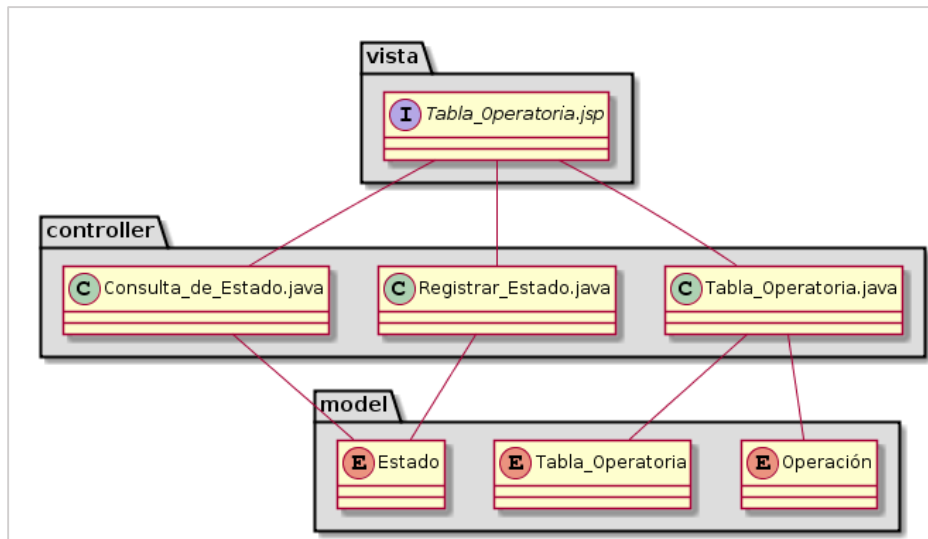 vista
I Tabla_Operatoria.jsp
controller
C Consulta_de_Estado.java
C Registrar_Estado.java
C Tabla_Operatoria.java
model
E Estado
E Tabla_Operatoria
E Operación